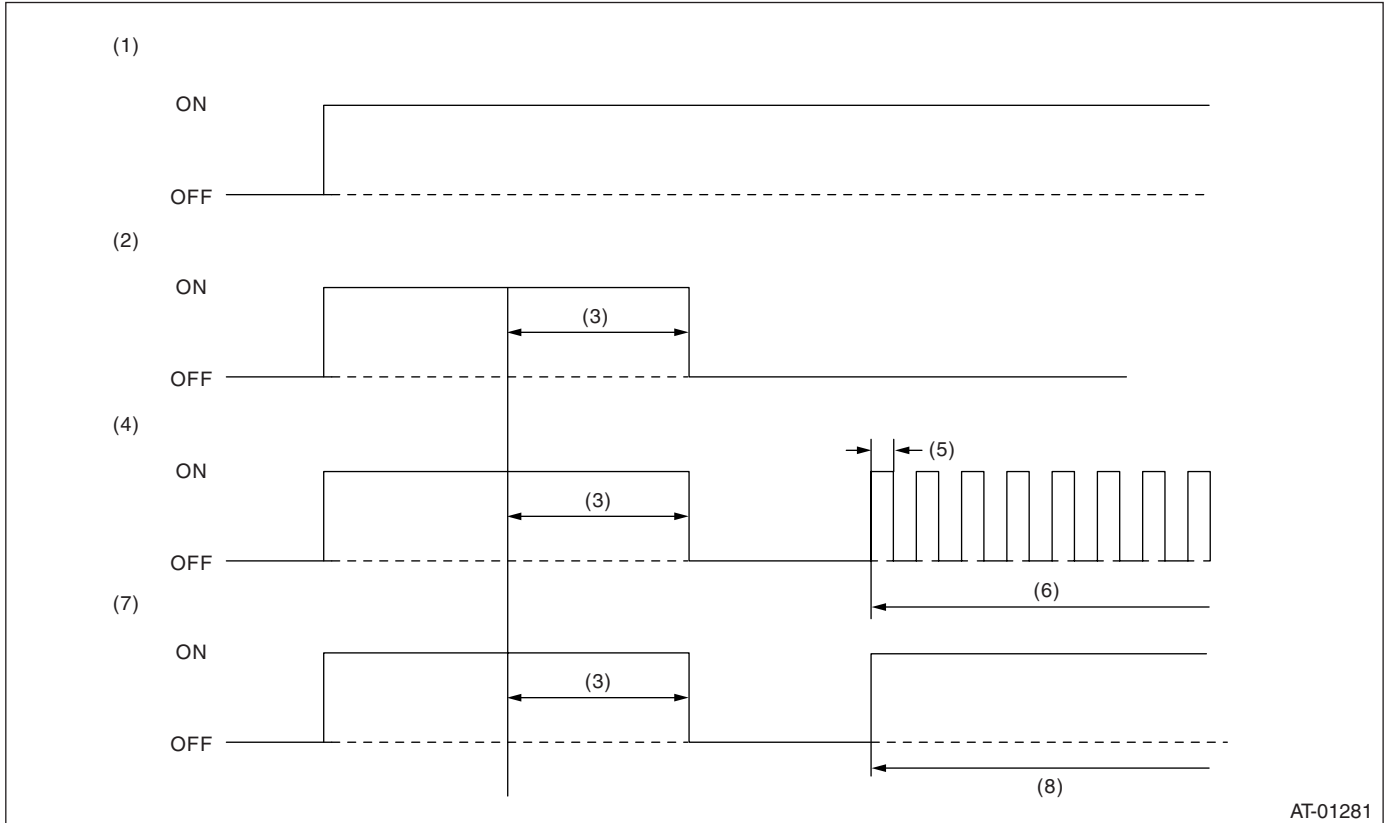 (1)
ON
OFF
(2)
ON
(3)
OFF
(4)
ON
(5)
(3)
OFF
(6)
(7)
ON
(3)
OFF
(8)
AT-01281